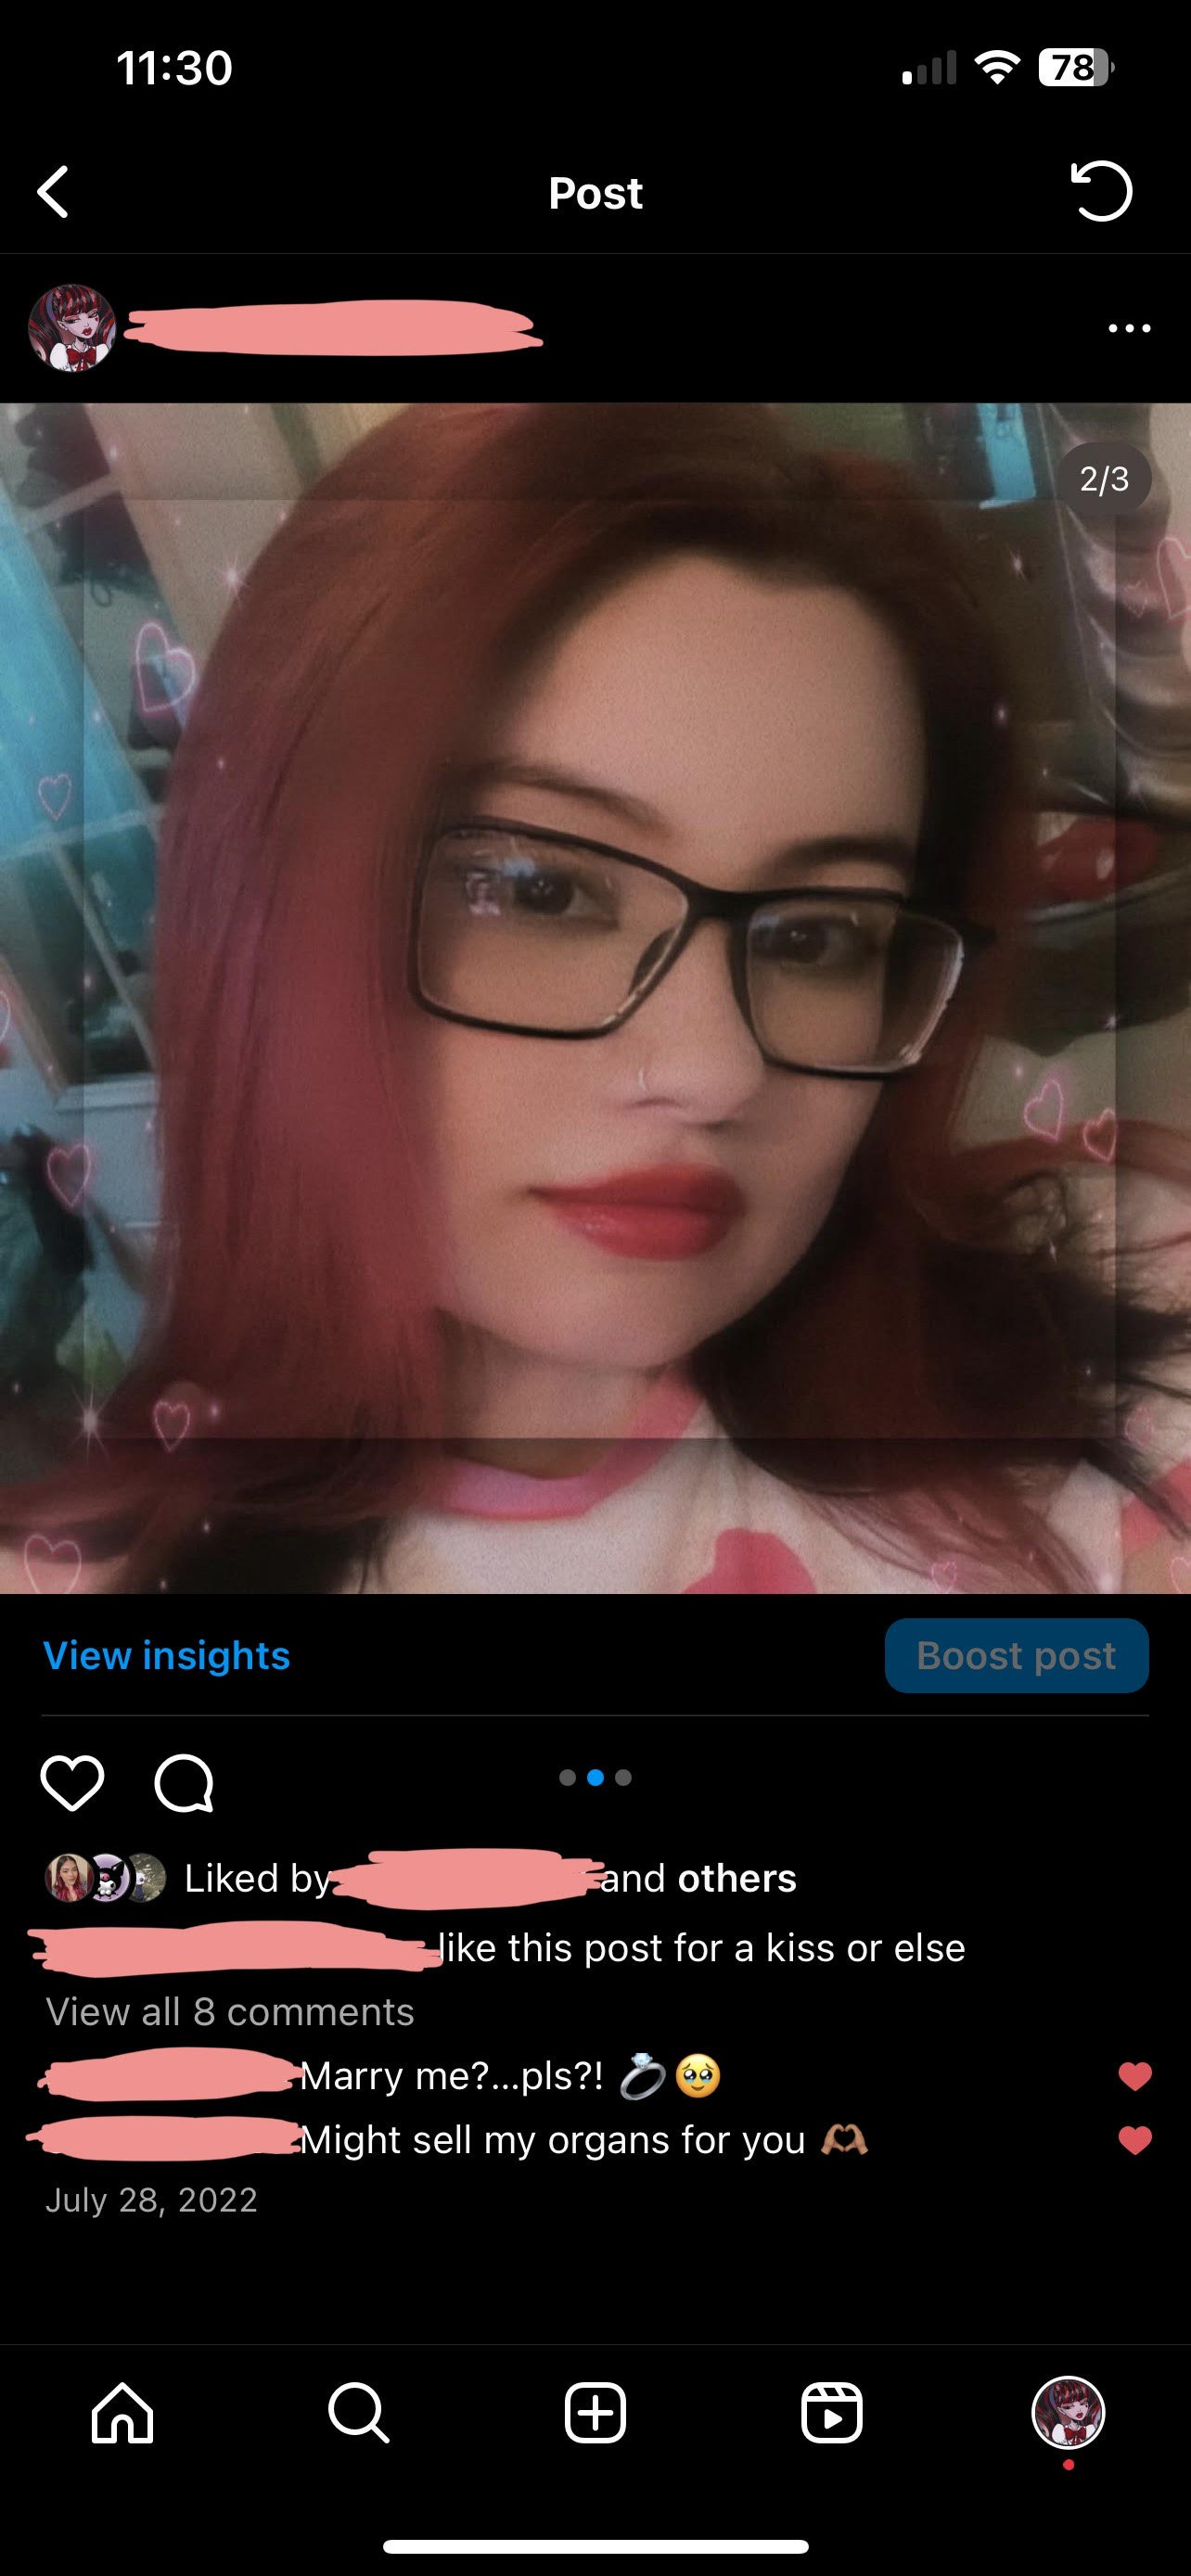 11:30
78
Post
2/3
View insights
Boost post
Liked by and others
like this post for a kiss or else
View all 8 comments
Marry me?...pls?! 💍🥹
Might sell my organs for you 🫶🏽
July 28, 2022